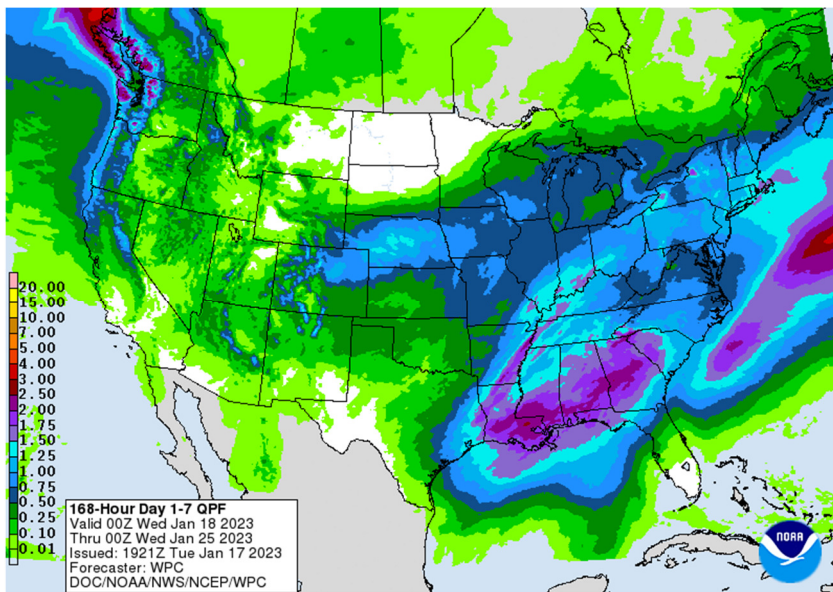 20.00
15.00
10.00
7.00
5.00
4.00
3.00
2.50
2.00
1.75
1.50
1.25
1.00
0.75
0.50
0.25
0.10
0.01
168-Hour Day 1-7 QPF
Valid 00Z Wed Jan 18 2023
Thru 00Z Wed Jan 25 2023
Issued: 1921Z Tue Jan 17 2023
Forecaster: WPC
DOC/NOAA/NWS/NCEP/WPC
NOAA